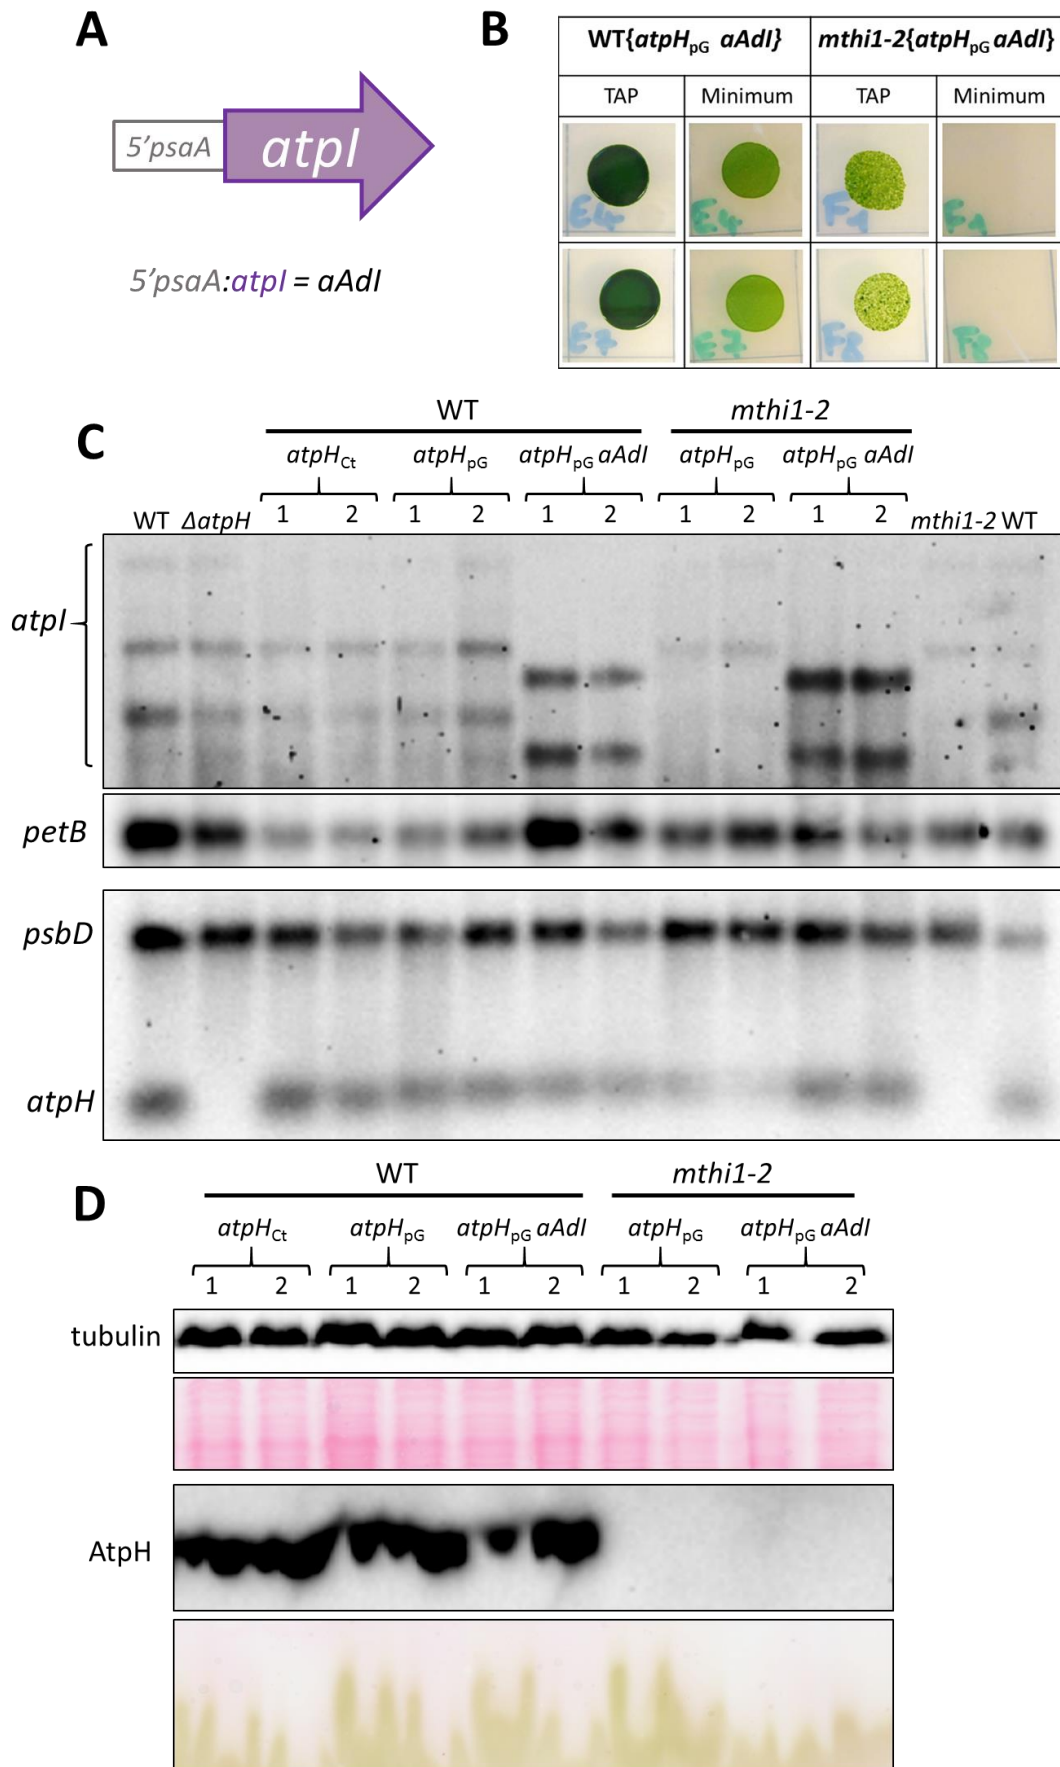 A
5'psaA
atpI
5'psaA:atpI = aAdI
B
WT{atpHpG aAdI} mthi1-2{atpHpG aAdI}
TAP Minimum TAP Minimum
E4 E4 F1 F1
E7 E7 F8 F8
C
WT mthi1-2
atpHCt atpHpG atpHpG aAdI atpHpG atpHpG aAdI
WT ΔatpH 1 2 1 2 1 2 1 2 1 2 mthi1-2 WT
atpI
petB
psbD
atpH
D
WT mthi1-2
atpHCt atpHpG atpHpG aAdI atpHpG atpHpG aAdI
1 2 1 2 1 2 1 2 1 2
tubulin
AtpH